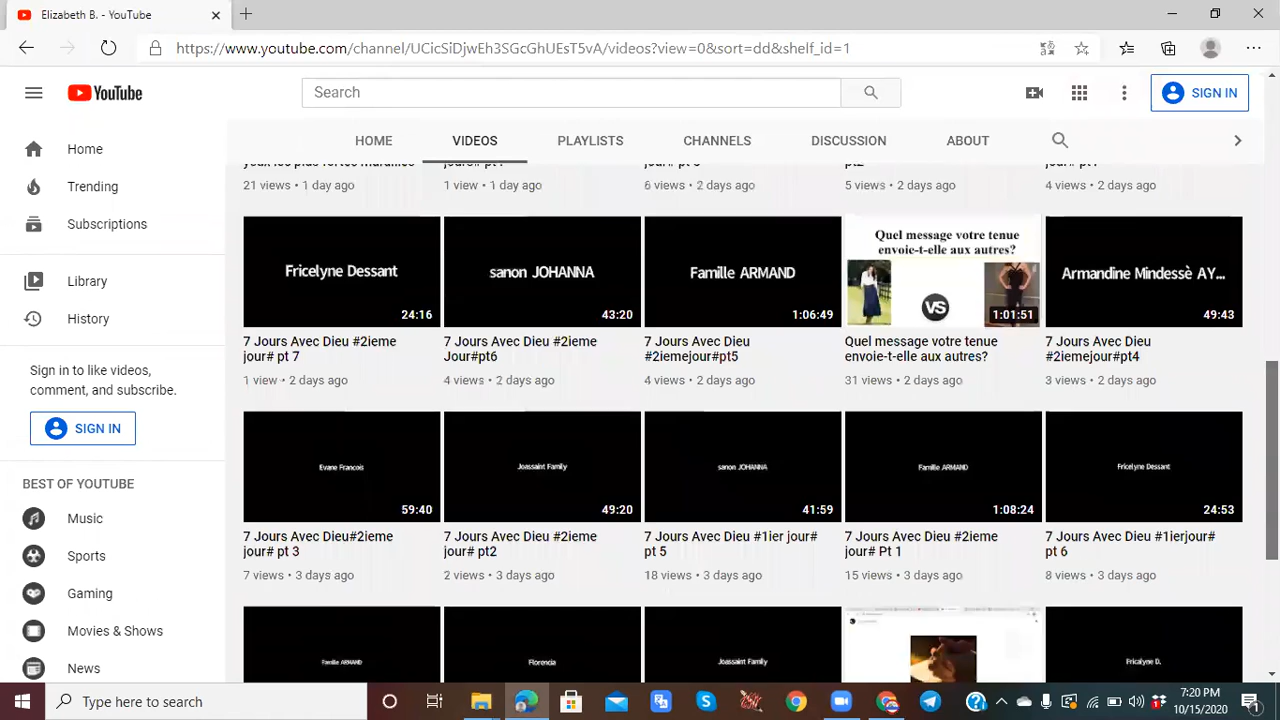 Elizabeth B. - YouTube
https://www.youtube.com/channel/UCicSiDjwEh3SGcGhUEsT5vA/videos?view=0&sort=dd&shelf_id=1
YouTube
Search
SIGN IN
HOME
VIDEOS
PLAYLISTS
CHANNELS
DISCUSSION
ABOUT
Home
Trending
Subscriptions
Library
History
Sign in to like videos,
comment, and subscribe.
SIGN IN
BEST OF YOUTUBE
Music
Sports
Gaming
Movies & Shows
News
21 views • 1 day ago
1 view • 1 day ago
6 views • 2 days ago
5 views • 2 days ago
4 views • 2 days ago
Fricelyne Dessant
24:16
7 Jours Avec Dieu #2ieme
jour# pt 7
1 view • 2 days ago
sanon JOHANNA
43:20
7 Jours Avec Dieu #2ieme
Jour#pt6
4 views • 2 days ago
Famille ARMAND
1:06:49
7 Jours Avec Dieu
#2iemejour#pt5
4 views • 2 days ago
Quel message votre tenue
envoie-t-elle aux autres?
VS
1:01:51
Quel message votre tenue
envoie-t-elle aux autres?
31 views • 2 days ago
Armandine Mindessè AY...
49:43
7 Jours Avec Dieu
#2iemejour#pt4
3 views • 2 days ago
Evane Francois
59:40
7 Jours Avec Dieu#2ieme
jour# pt 3
7 views • 3 days ago
Joassaint Family
49:20
7 Jours Avec Dieu #2ieme
jour# pt2
2 views • 3 days ago
sanon JOHANNA
41:59
7 Jours Avec Dieu #1ier jour#
pt 5
18 views • 3 days ago
Famille ARMAND
1:08:24
7 Jours Avec Dieu #2ieme
jour# Pt 1
15 views • 3 days ago
Fricelyne Dessant
24:53
7 Jours Avec Dieu #1ierjour#
pt 6
8 views • 3 days ago
Famille ARMAND
Florencia
Joassaint Family
Fricalyne D.
Type here to search
7:20 PM
10/15/2020